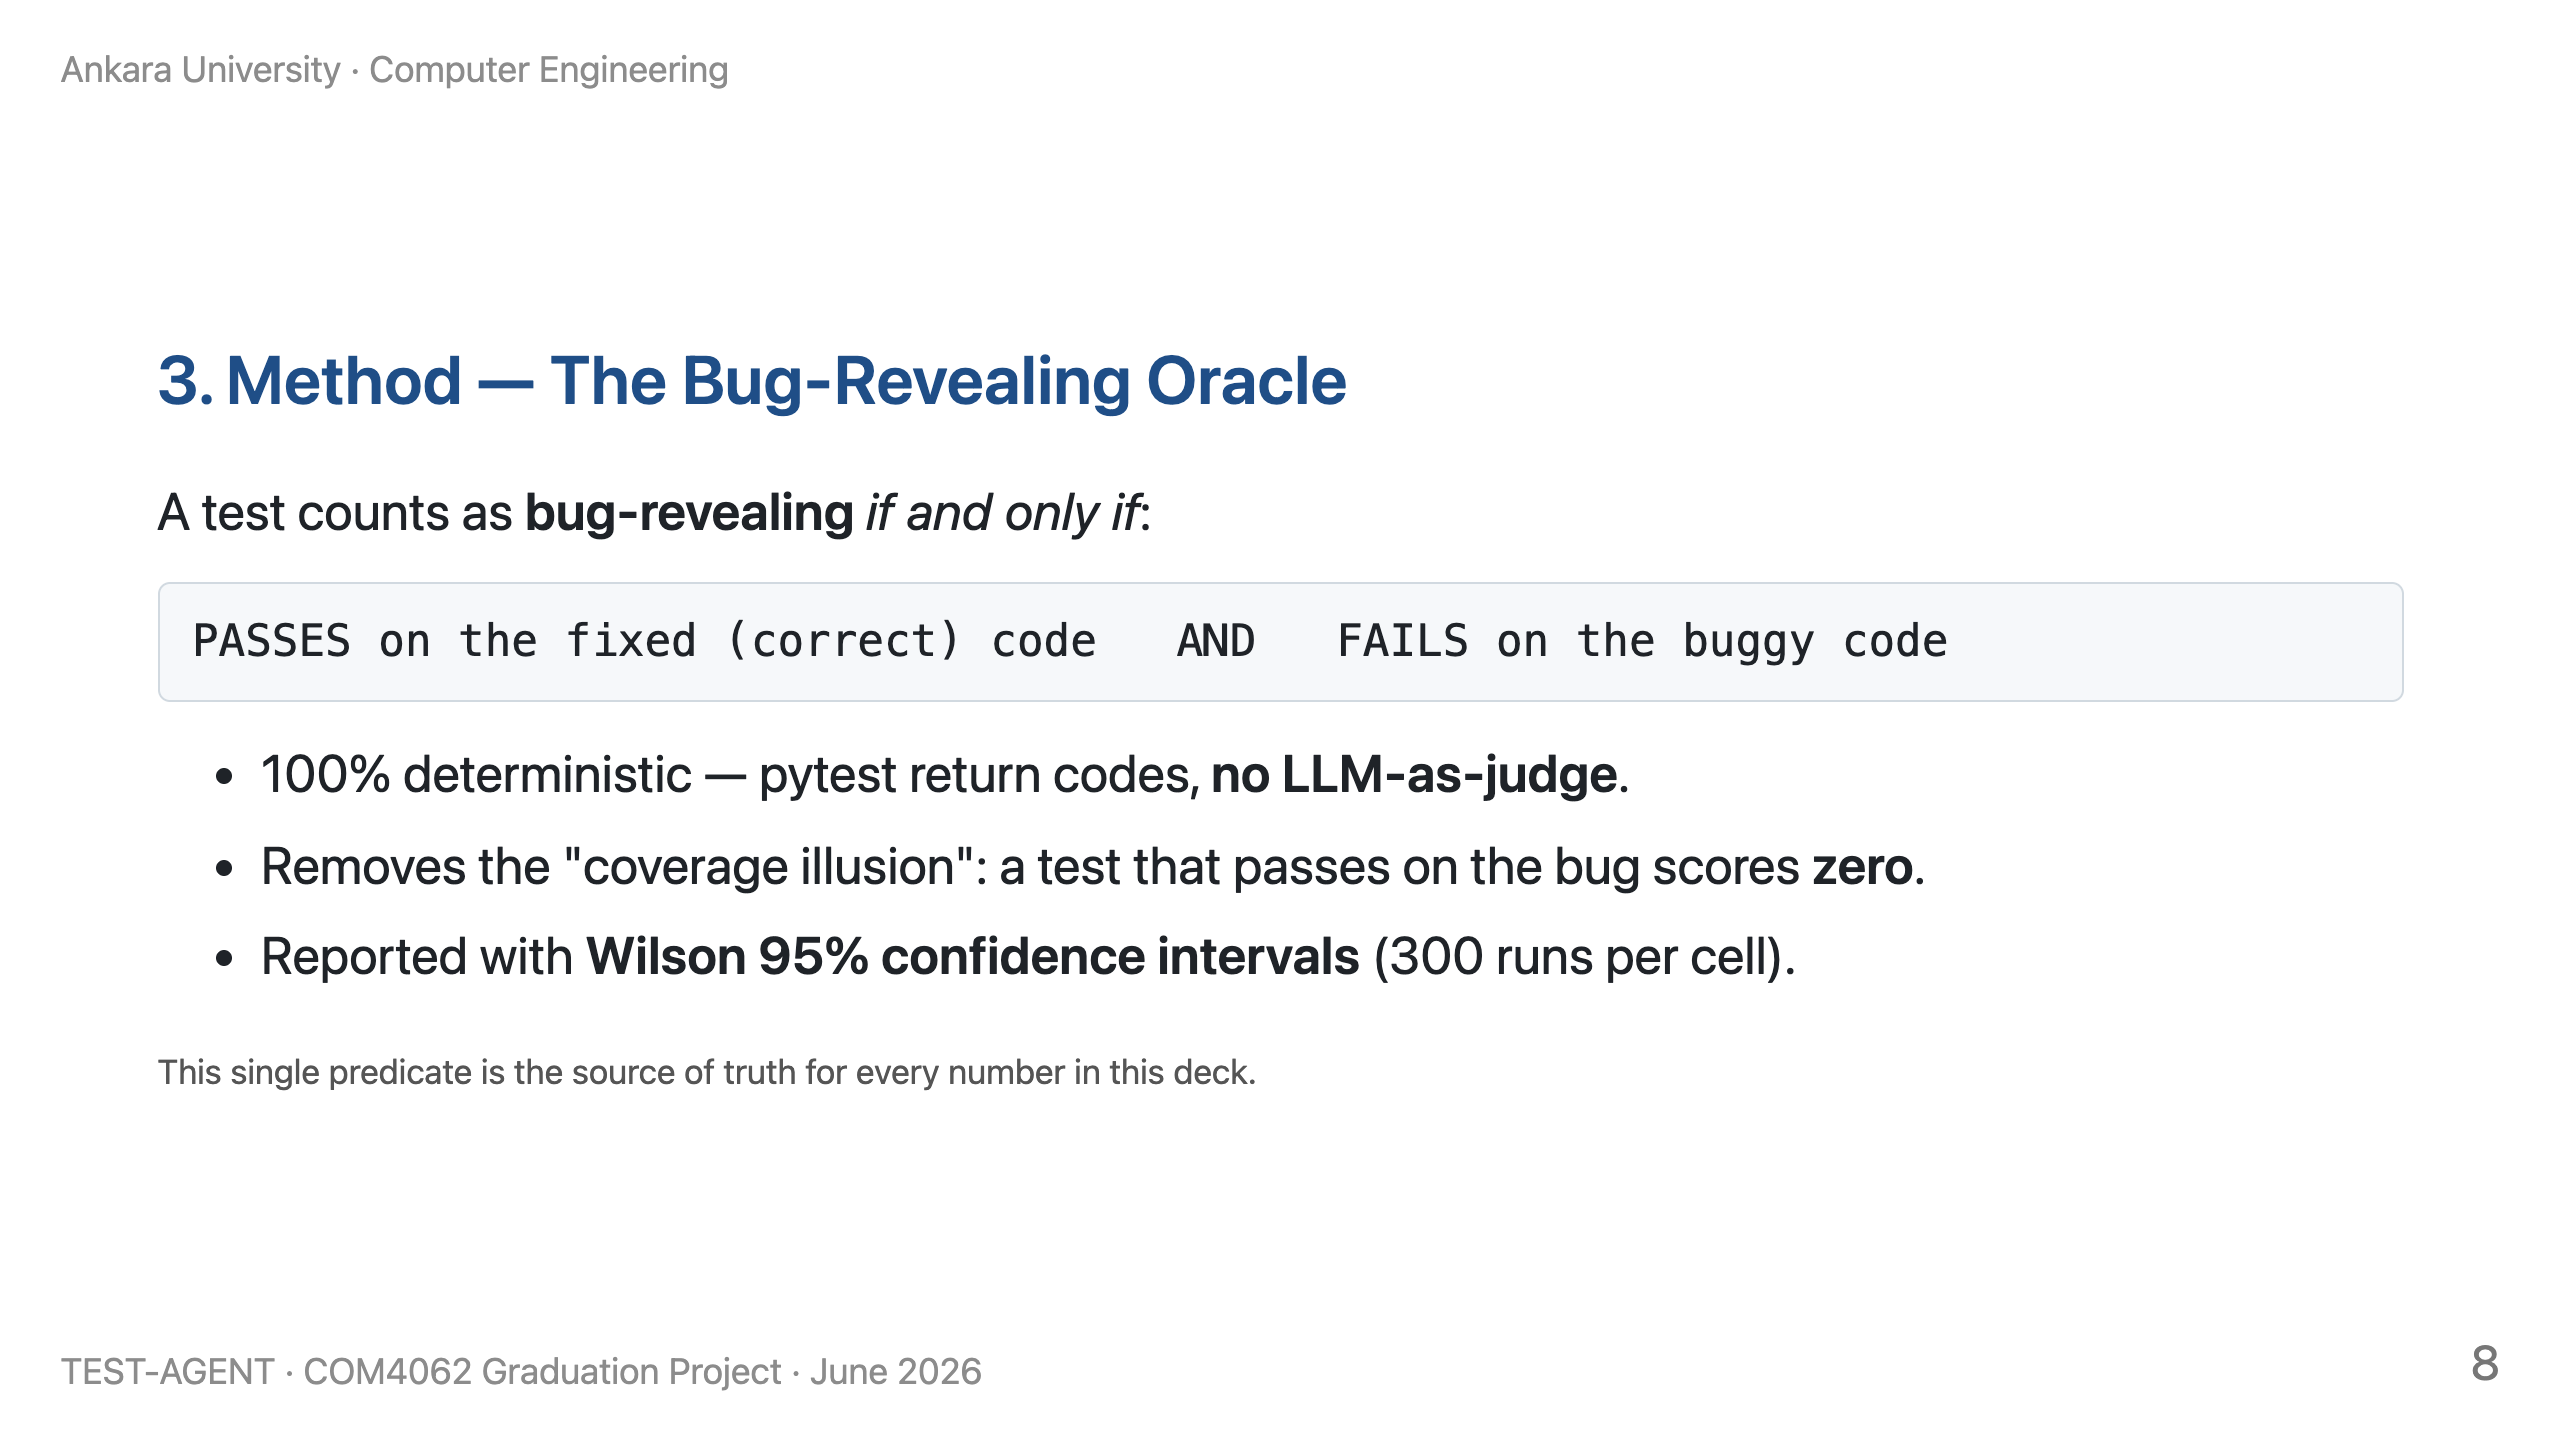 Ankara University · Computer Engineering
3. Method — The Bug-Revealing Oracle
A test counts as bug-revealing if and only if:
PASSES on the fixed (correct) code   AND   FAILS on the buggy code
• 100% deterministic — pytest return codes, no LLM-as-judge.
• Removes the "coverage illusion": a test that passes on the bug scores zero.
• Reported with Wilson 95% confidence intervals (300 runs per cell).
This single predicate is the source of truth for every number in this deck.
TEST-AGENT · COM4062 Graduation Project · June 2026
8